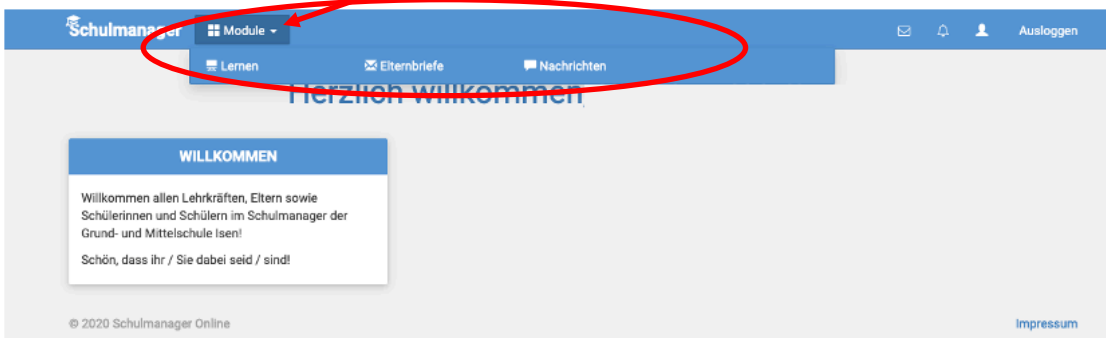 Schulmanager Module Ausloggen
Lernen Elternbriefe Nachrichten
Herzlich willkommen
WILLKOMMEN
Willkommen allen Lehrkräften, Eltern sowie
Schülerinnen und Schülern im Schulmanager der
Grund- und Mittelschule Isen!
Schön, dass ihr / Sie dabei seid / sind!
© 2020 Schulmanager Online Impressum